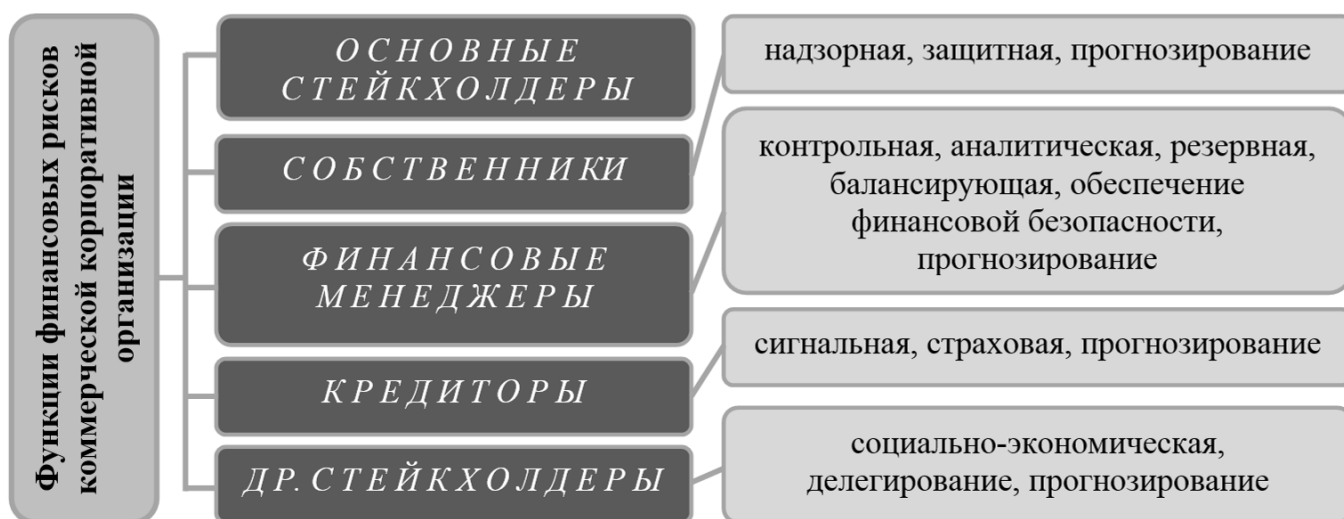 Функции финансовых рисков
коммерческой корпоративной
организации
ОСНОВНЫЕ
СТЕЙКХОЛДЕРЫ
СОБСТВЕННИКИ
надзорная, защитная, прогнозирование
ФИНАНСОВЫЕ
МЕНЕДЖЕРЫ
контрольная, аналитическая, резервная,
балансирующая, обеспечение
финансовой безопасности,
прогнозирование
КРЕДИТОРЫ
сигнальная, страховая, прогнозирование
ДР. СТЕЙКХОЛДЕРЫ
социально-экономическая,
делегирование, прогнозирование